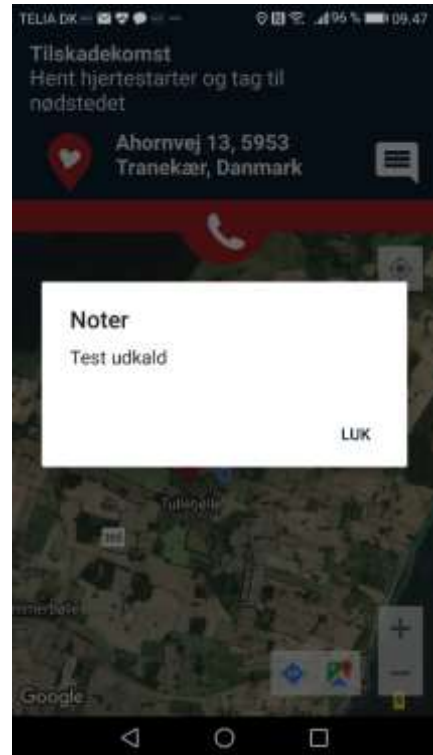 TELIA DK
96 % 09.47
Tilskadekomst
Hent hjertestarter og tag til
nødstedet
Ahornvej 13, 5953
Tranekær, Danmark
Noter
Test udkald
LUK
Google